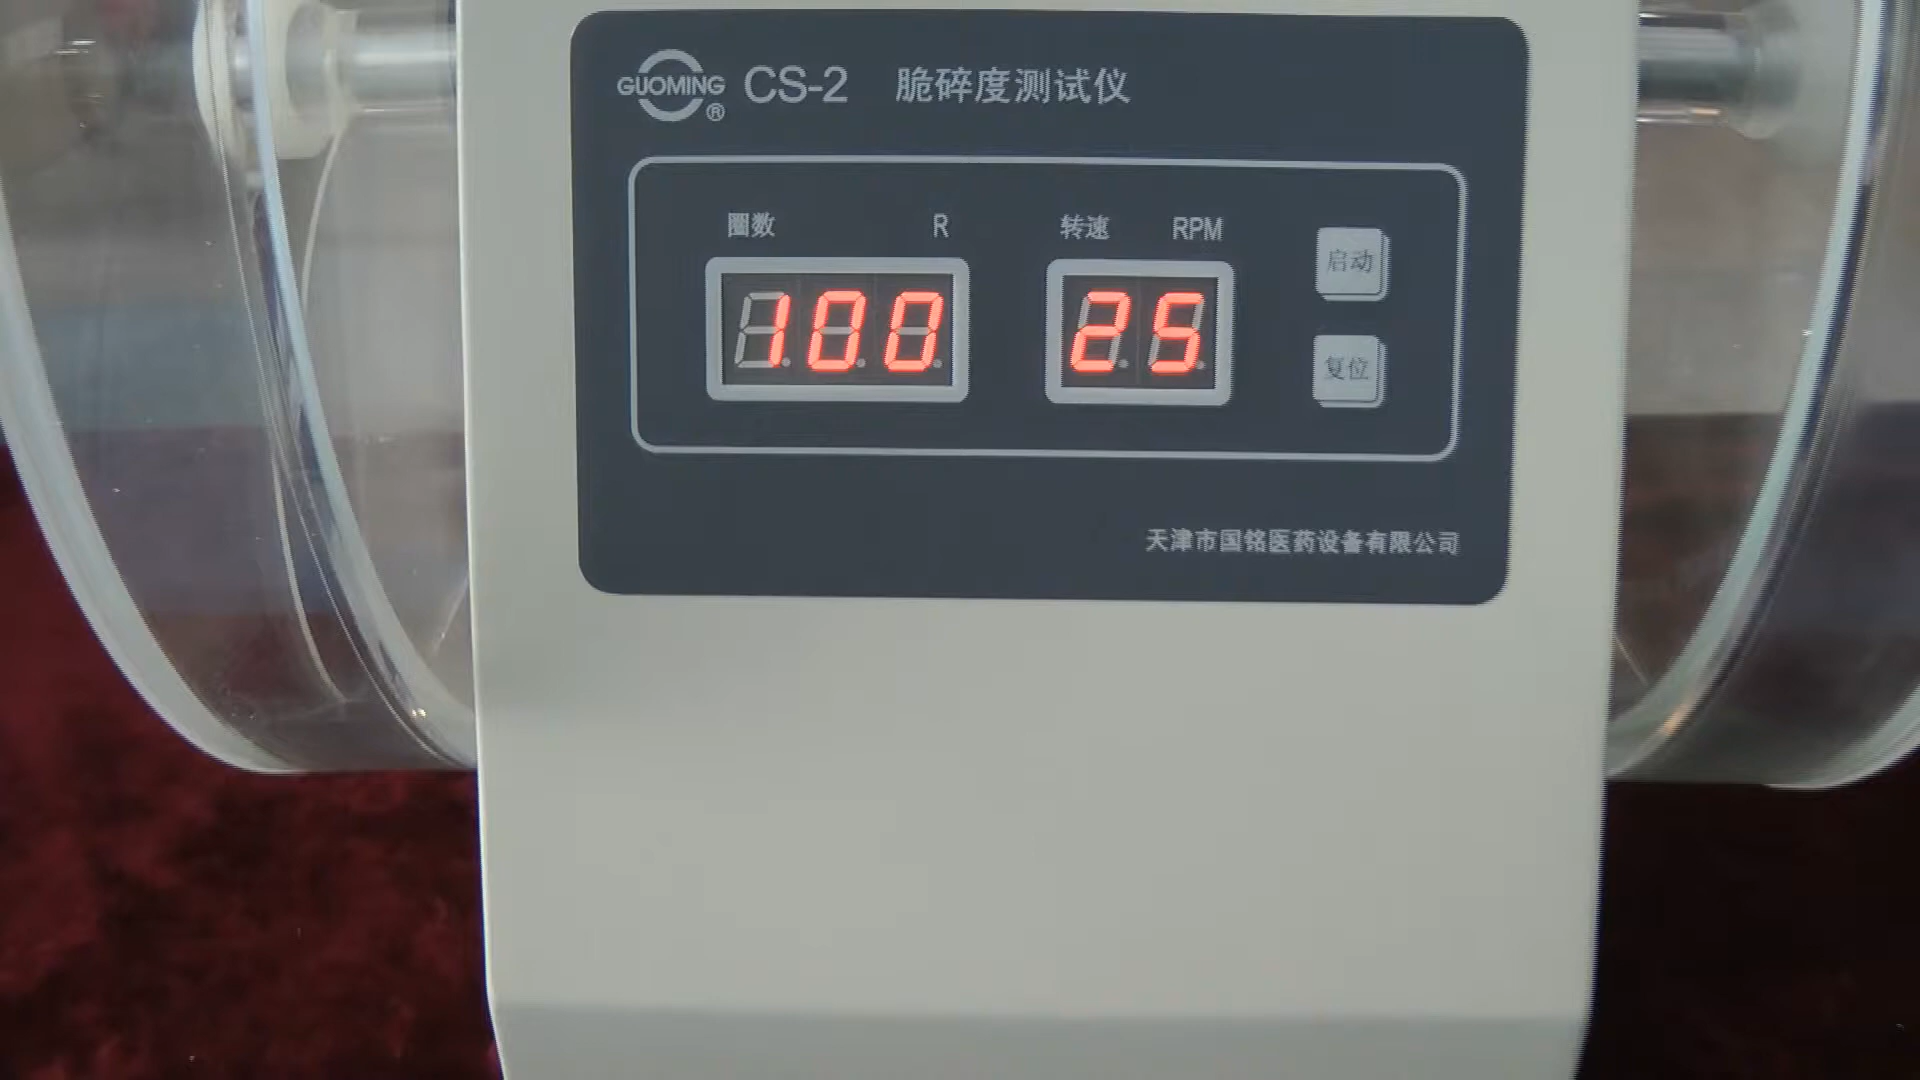 GUOMING® CS-2 脆碎度测试仪
圈数 R 转速 RPM
启动
100 25
复位
天津市国铭医药设备有限公司